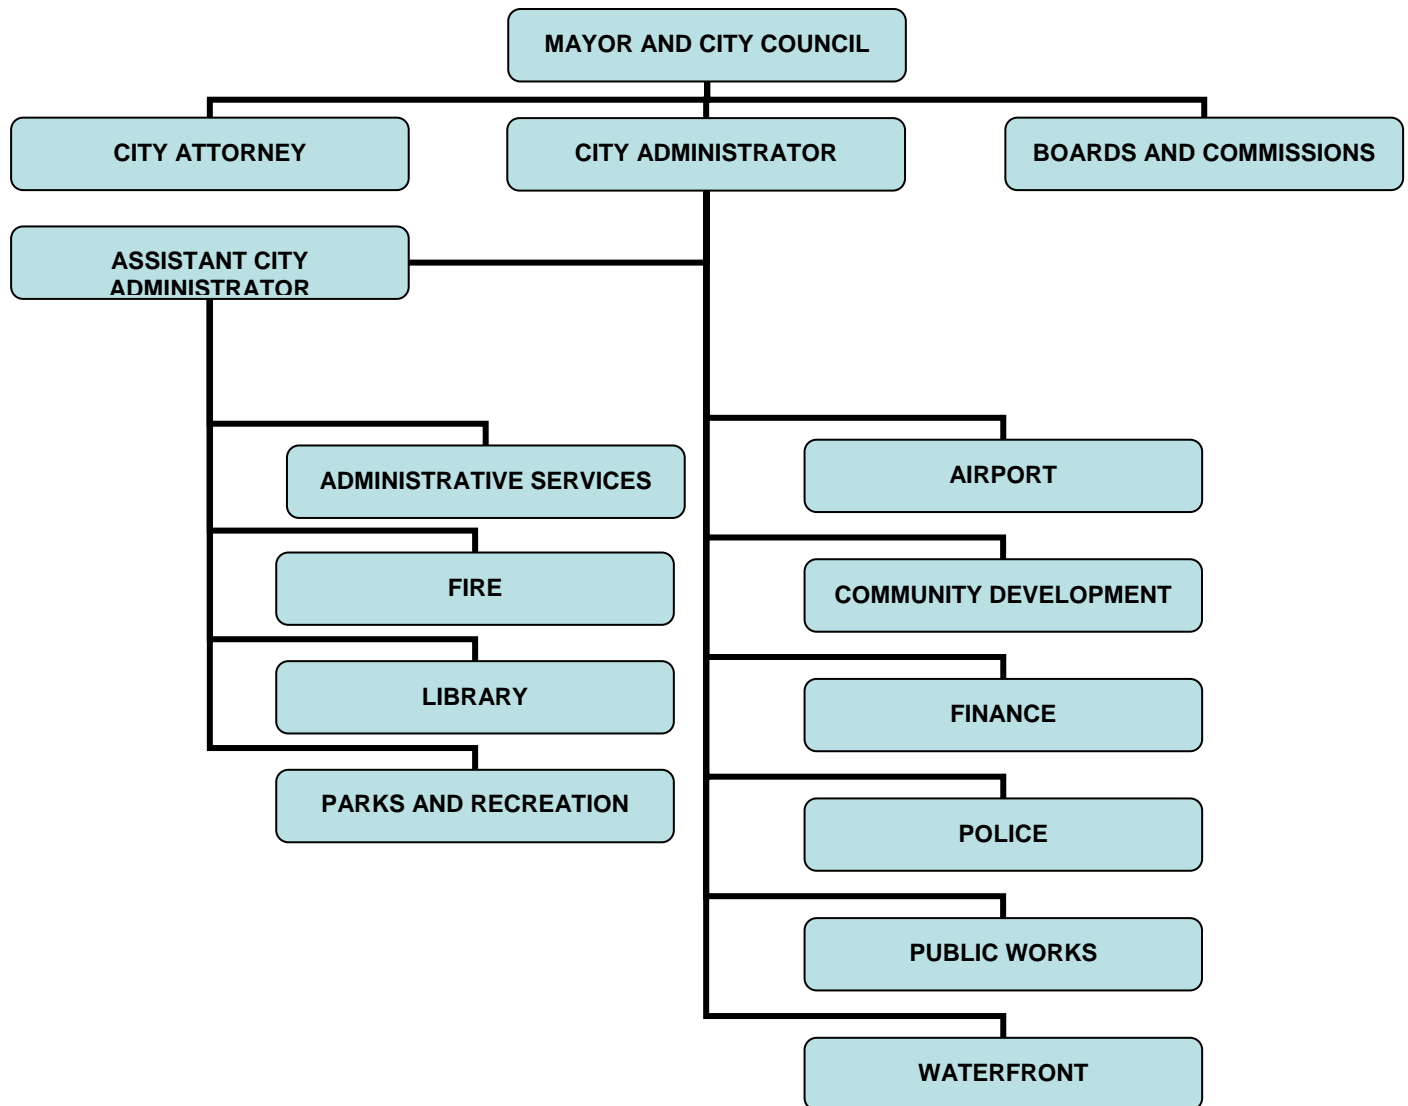 MAYOR AND CITY COUNCIL
CITY ATTORNEY
CITY ADMINISTRATOR
BOARDS AND COMMISSIONS
ASSISTANT CITY
ADMINISTRATOR
ADMINISTRATIVE SERVICES
FIRE
LIBRARY
PARKS AND RECREATION
AIRPORT
COMMUNITY DEVELOPMENT
FINANCE
POLICE
PUBLIC WORKS
WATERFRONT